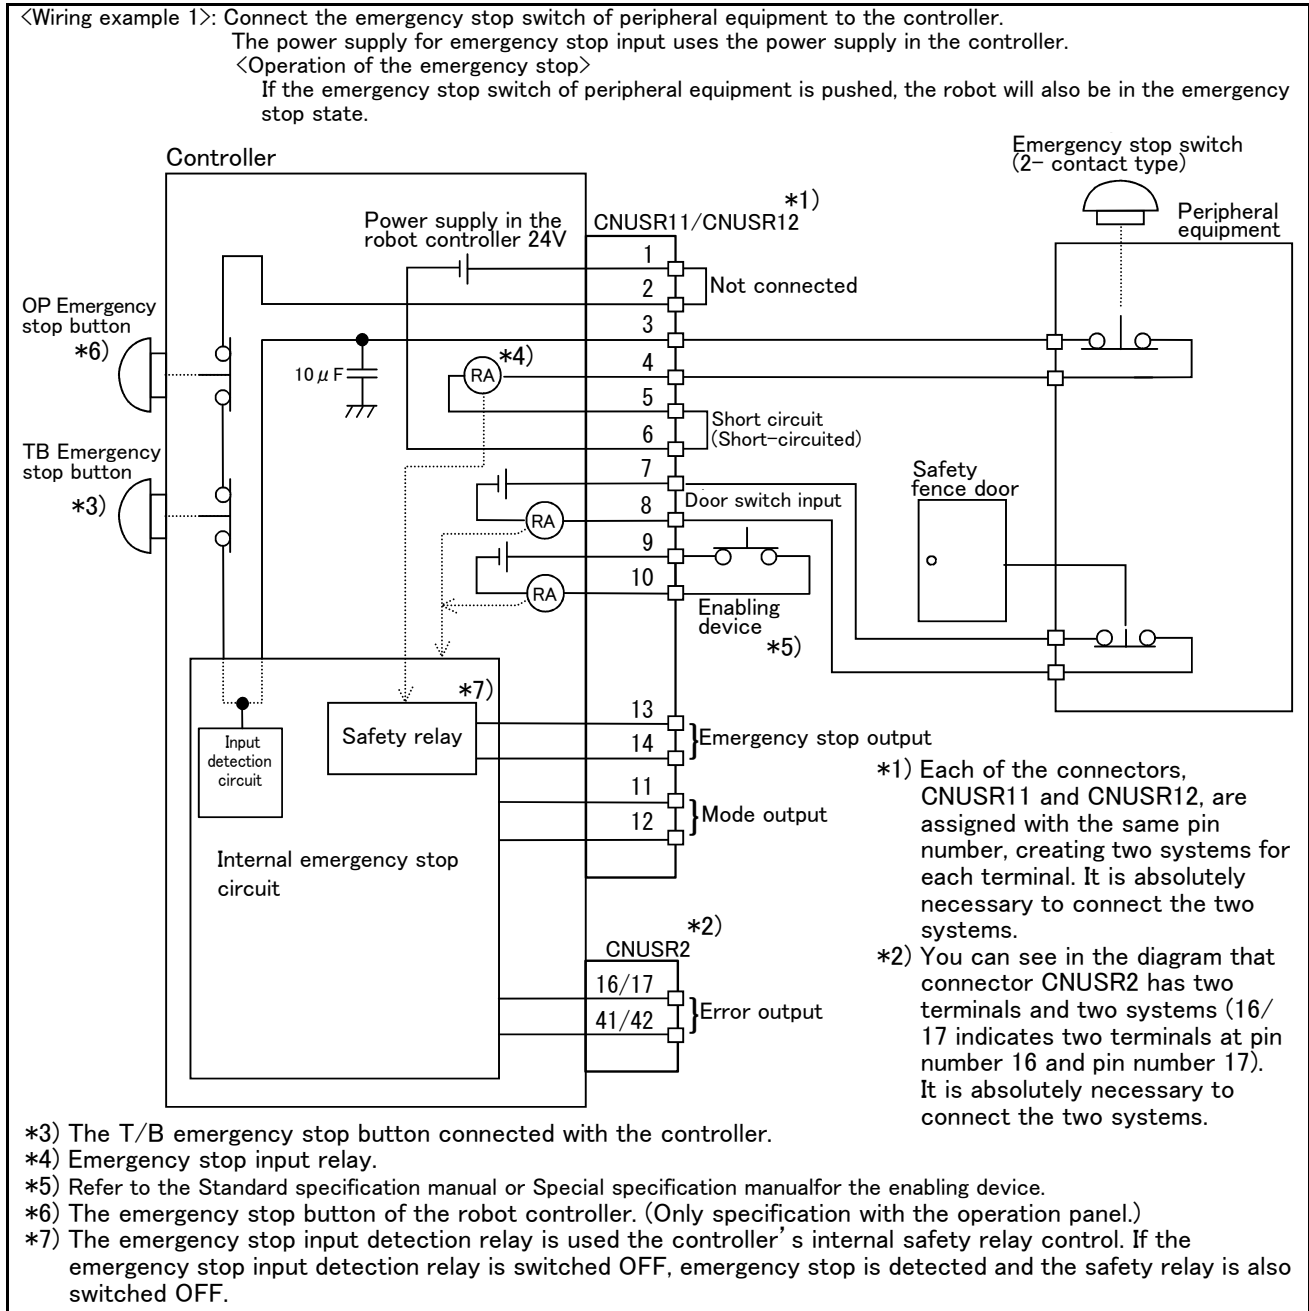 <Wiring example 1>: Connect the emergency stop switch of peripheral equipment to the controller.
The power supply for emergency stop input uses the power supply in the controller.
<Operation of the emergency stop>
If the emergency stop switch of peripheral equipment is pushed, the robot will also be in the emergency
stop state.
Controller
Emergency stop switch
(2- contact type)
*1)
Power supply in the
robot controller 24V
CNUSR11/CNUSR12
Peripheral
equipment
1
2
Not connected
OP Emergency
stop button
*6)
3
10μF
RA
*4)
4
5
Short circuit
(Short-circuited)
6
TB Emergency
stop button
*3)
7
Door switch input
8
RA
Safety
fence door
9
10
RA
Enabling
device
*5)
*7)
Safety relay
13
14
Emergency stop output
Input
detection
circuit
11
12
Mode output
Internal emergency stop
circuit
*2)
CNUSR2
16/17
41/42
Error output
*1) Each of the connectors,
CNUSR11 and CNUSR12, are
assigned with the same pin
number, creating two systems for
each terminal. It is absolutely
necessary to connect the two
systems.
*2) You can see in the diagram that
connector CNUSR2 has two
terminals and two systems (16/
17 indicates two terminals at pin
number 16 and pin number 17).
It is absolutely necessary to
connect the two systems.
*3) The T/B emergency stop button connected with the controller.
*4) Emergency stop input relay.
*5) Refer to the Standard specification manual or Special specification manualfor the enabling device.
*6) The emergency stop button of the robot controller. (Only specification with the operation panel.)
*7) The emergency stop input detection relay is used the controller's internal safety relay control. If the
emergency stop input detection relay is switched OFF, emergency stop is detected and the safety relay is also
switched OFF.